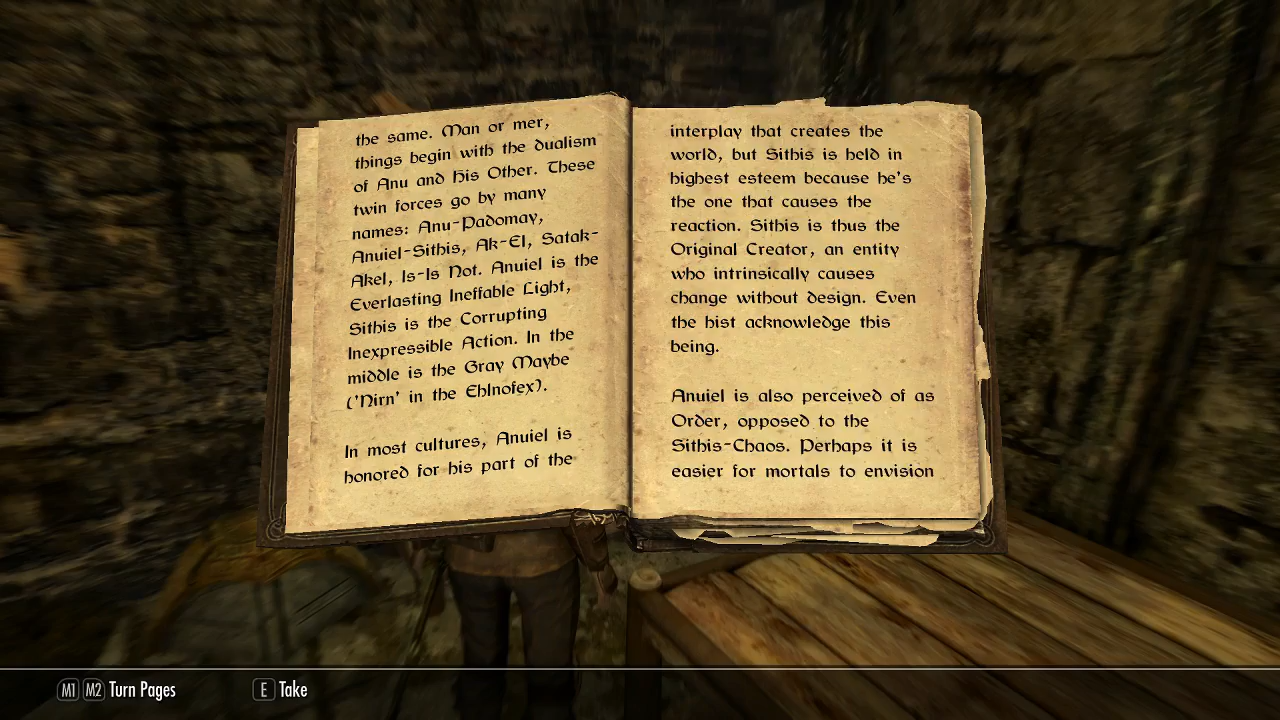 the same. Man or mer,
things begin with the dualism
of Anu and his Other. These
twin forces go by many
names: Anu-Padomay,
Anuiel-Sithis, Ak-El, Satak-
Akel, Is-Is Not. Anuiel is the
Everlasting Ineffable Light,
Sithis is the Corrupting
Inexpressible Action. In the
middle is the Gray Maybe
('Nirn' in the Ehlnofex).
In most cultures, Anuiel is
honored for his part of the
interplay that creates the
world, but Sithis is held in
highest esteem because he's
the one that causes the
reaction. Sithis is thus the
Original Creator, an entity
who intrinsically causes
change without design. Even
the hist acknowledge this
being.
Anuiel is also perceived of as
Order, opposed to the
Sithis-Chaos. Perhaps it is
easier for mortals to envision
M1 M2 Turn Pages
E Take